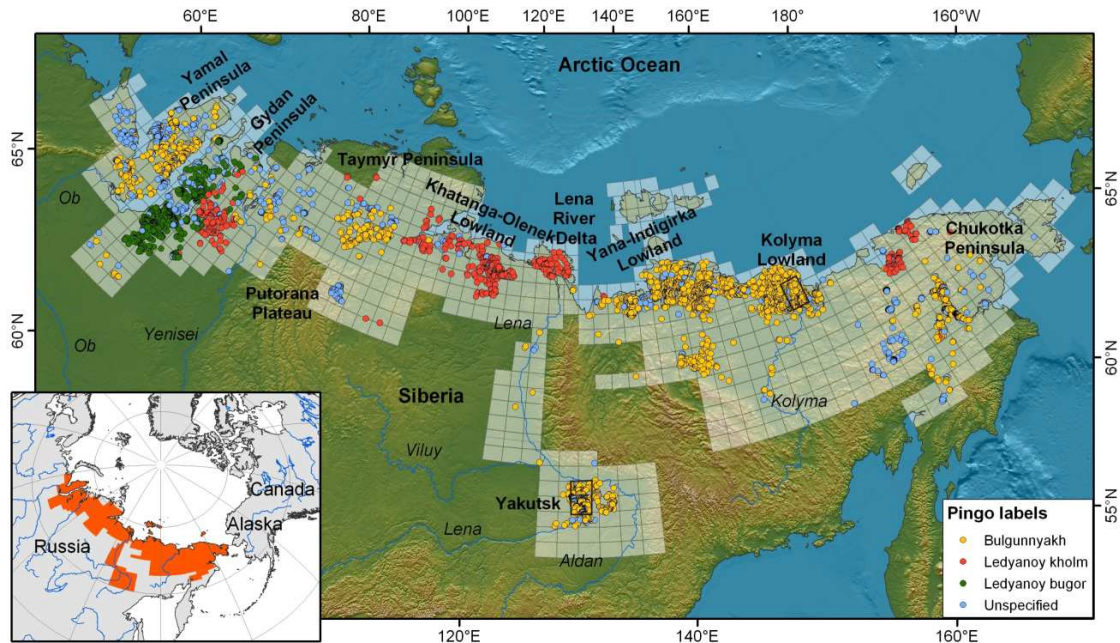 60°E
80°E
100°E
120°E
140°E
160°E
180°
160°W
Arctic Ocean
Yamal
Peninsula
Gydan
Peninsula
65°N
Taymyr Peninsula
Khatanga-Olenek
Lowland
Lena
River
Delta
Yana-Indigirka
Lowland
Kolyma
Lowland
Chukotka
Peninsula
65°N
Ob
Putorana
Plateau
60°N
Ob
Yenisei
Lena
60°N
Siberia
Kolyma
Viluy
Yakutsk
Lena
Aldan
55°N
Canada
Alaska
Russia
Pingo labels
Bulgunnyakh
Ledyanoy kholm
Ledyanoy bugor
Unspecified
120°E
140°E
160°E